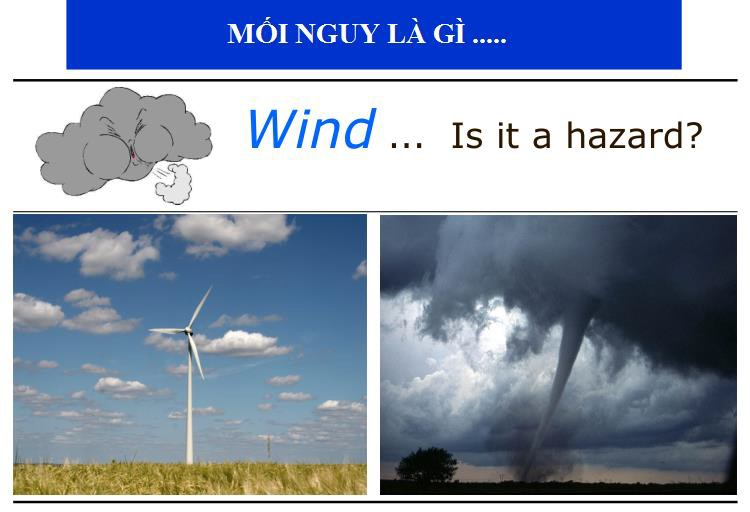 MỐI NGUY LÀ GÌ .....
Wind ... Is it a hazard?